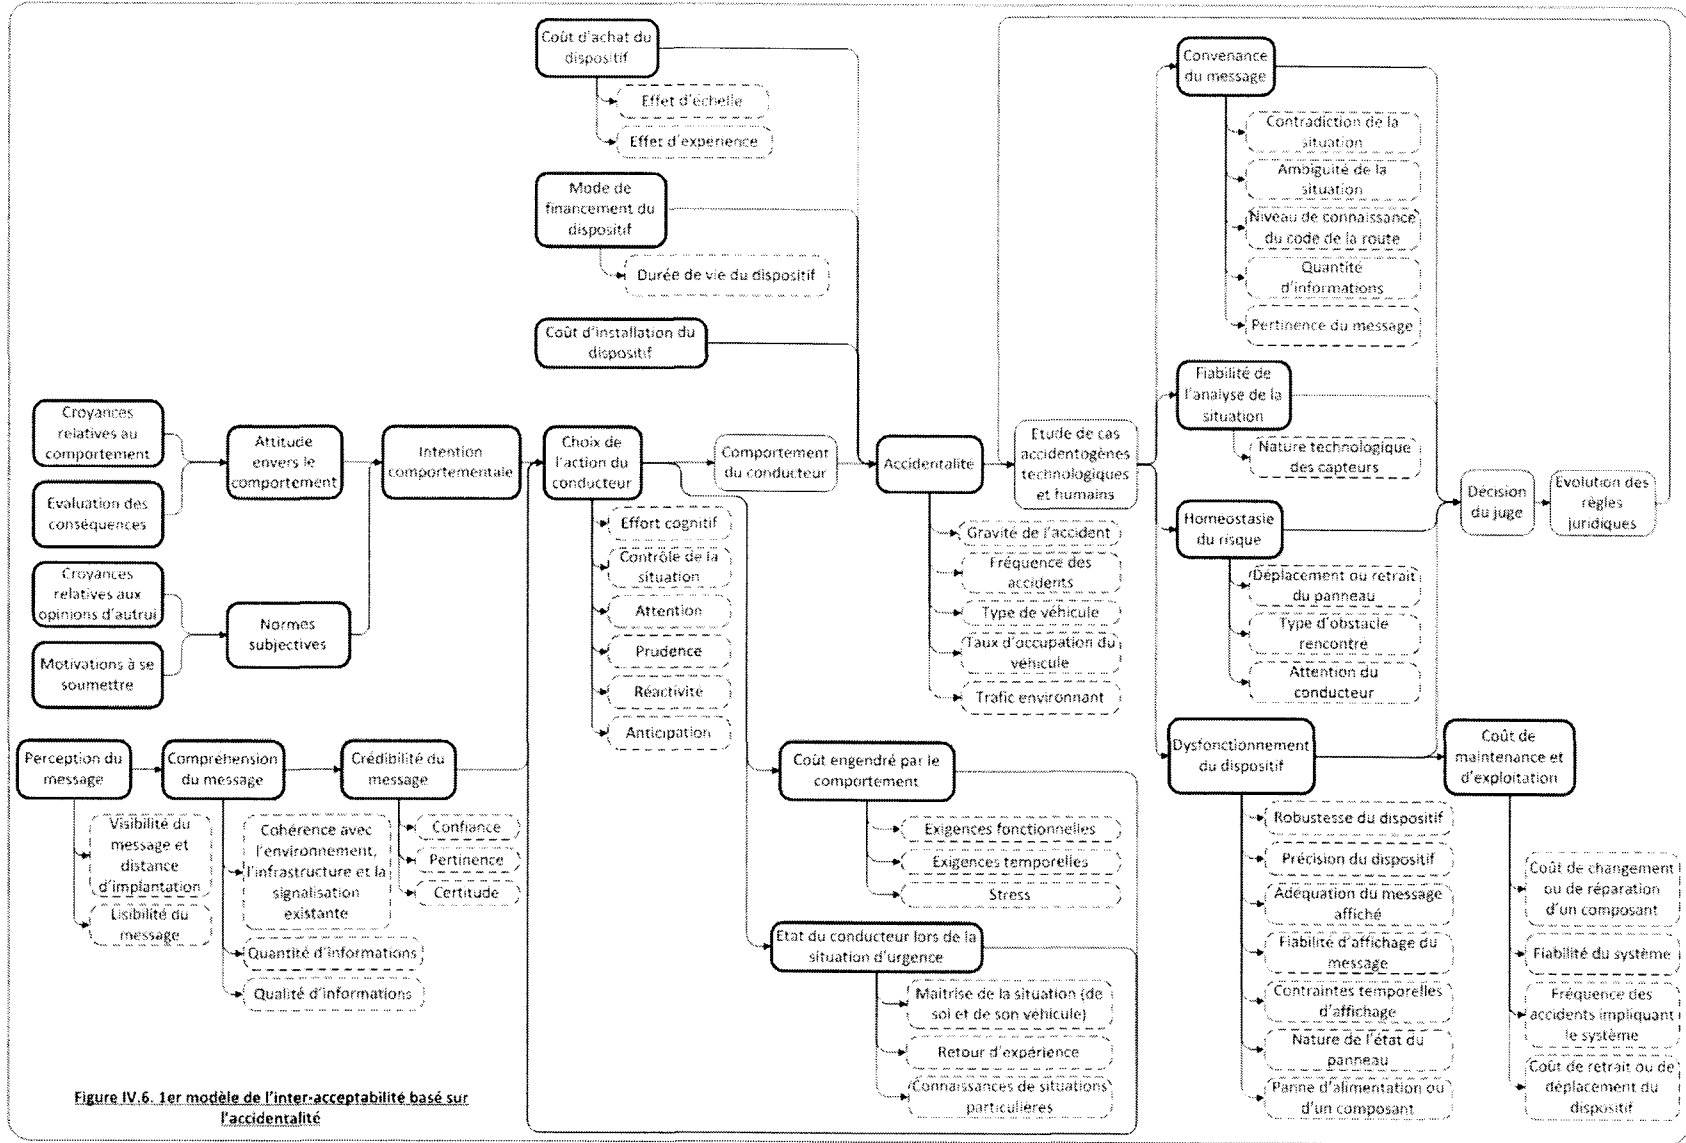 Coût d'achat du
dispositif
Effet d'échelle
Effet d'experience
Mode de
financement du
dispositif
Durée de vie du dispositif
Coût d'installation du
dispositif
Croyances
relatives au
comportement
Evaluation des
conséquences
Croyances
relatives aux
opinions d'autrui
Motivations à se
soumettre
Attitude
envers le
comportement
Normes
subjectives
Intention
comportementale
Choix de
l'action du
conducteur
Effort cognitif
Contrôle de la
situation
Attention
Prudence
Réactivité
Anticipation
Comportement
du conducteur
Accidentalité
Gravité de l'accident
Fréquence des
accidents
Type de véhicule
Taux d'occupation du
véhicule
Trafic environnant
Etude de cas
accidentogènes
technologiques
et humains
Convenance
du message
Contradiction de la
situation
Ambiguité de la
situation
Niveau de connaissance
du code de la route
Quantité
d'informations
Pertinence du message
Fiabilité de
l'analyse de la
situation
Nature technologique
des capteurs
Homeostasie
du risque
Déplacement ou retrait
du panneau
Type d'obstacle
rencontre
Attention du
conducteur
Décision
du juge
Evolution des
règles
juridiques
Perception du
message
Visibilité du
message et
distance
d'implantation
Lisibilité du
message
Compréhension
du message
Cohérence avec
l'environnement,
l'infrastructure et la
signalisation
existante
Quantité d'informations
Qualité d'informations
Crédibilité du
message
Confiance
Pertinence
Certitude
Coût engendré par le
comportement
Exigences fonctionnelles
Exigences temporelles
Stress
Etat du conducteur lors de la
situation d'urgence
Maitrise de la situation (de
soi et de son véhicule)
Retour d'expérience
Connaissances de situations
particulières
Dysfonctionnement
du dispositif
Robustesse du dispositif
Précision du dispositif
Adéquation du message
affiché
Fiabilité d'affichage du
message
Contraintes temporelles
d'affichage
Nature de l'état du
panneau
Panne d'alimentation ou
d'un composant
Coût de
maintenance et
d'exploitation
Coût de changement
ou de réparation
d'un composant
Fiabilité du système
Fréquence des
accidents impliquant
le système
Coût de retrait ou de
déplacement du
dispositif
Figure IV.6. 1er modèle de l'inter-acceptabilité basé sur
l'accidentalité